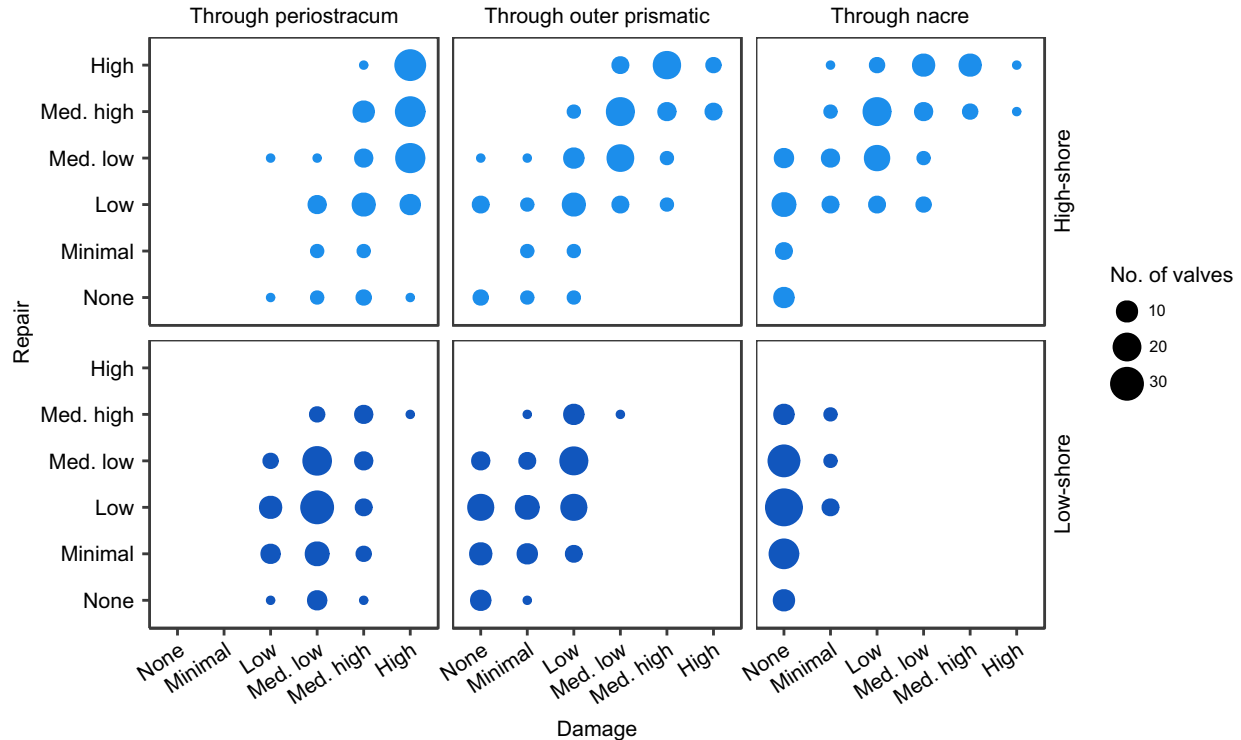 Through periostracum
Through outer prismatic
Through nacre
High
Med. high
Med. low
Low
Minimal
None
High-shore
Repair
High
Med. high
Med. low
Low
Minimal
None
Low-shore
No. of valves
10
20
30
None
Minimal
Low
Med. low
Med. high
High
None
Minimal
Low
Med. low
Med. high
High
None
Minimal
Low
Med. low
Med. high
High
Damage